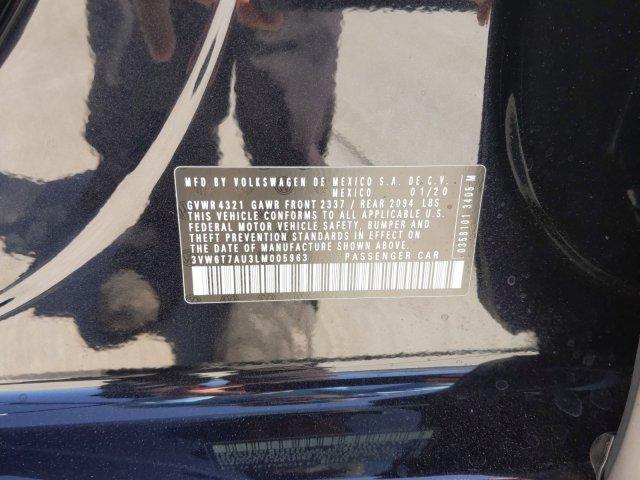 MFD BY VOLKSWAGEN DE MEXICO S.A. DE C.V.
MEXICO 01/20
GVWR 4321 GAWR FRONT 2337 / REAR 2094 LBS
THIS VEHICLE CONFORMS TO ALL APPLICABLE U.S.
FEDERAL MOTOR VEHICLE SAFETY, BUMPER AND
THEFT PREVENTION STANDARDS IN EFFECT ON
THE DATE OF MANUFACTURE SHOWN ABOVE.
3VW6T7AU3LM005963 PASSENGER CAR
0350101 3405 M